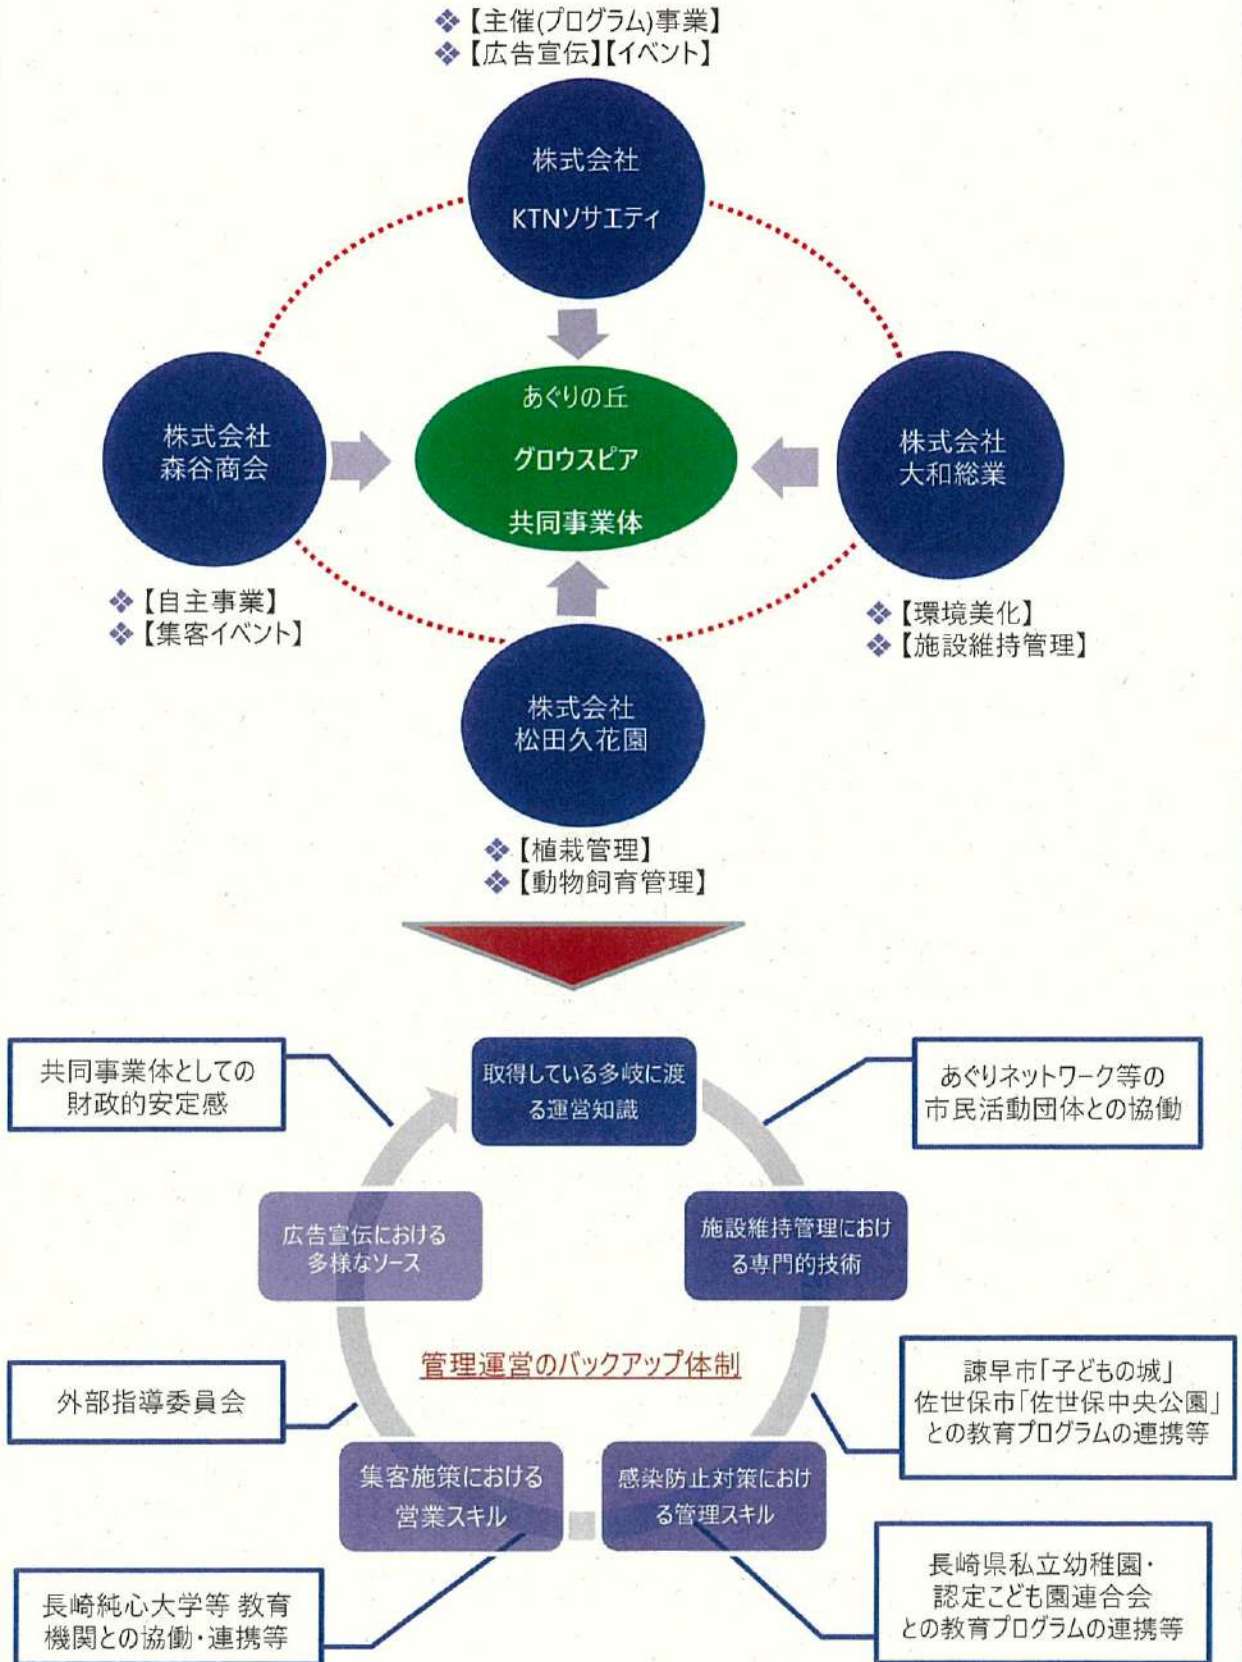 ❖【主催(プログラム)事業】
❖【広告宣伝】【イベント】
株式会社
KTNソサエティ
あぐりの丘
グロウスピア
共同事業体
株式会社
森谷商会
株式会社
大和総業
❖【自主事業】
❖【集客イベント】
❖【環境美化】
❖【施設維持管理】
株式会社
松田久花園
❖【植栽管理】
❖【動物飼育管理】
共同事業体としての
財政的安定感
取得している多岐に渡
る運営知識
あぐりネットワーク等の
市民活動団体との協働
広告宣伝における
多様なソース
施設維持管理におけ
る専門的技術
管理運営のバックアップ体制
外部指導委員会
諫早市「子どもの城」
佐世保市「佐世保中央公園」
との教育プログラムの連携等
集客施策における
営業スキル
感染防止対策におけ
る管理スキル
長崎純心大学等 教育
機関との協働・連携等
長崎県私立幼稚園・
認定こども園連合会
との教育プログラムの連携等